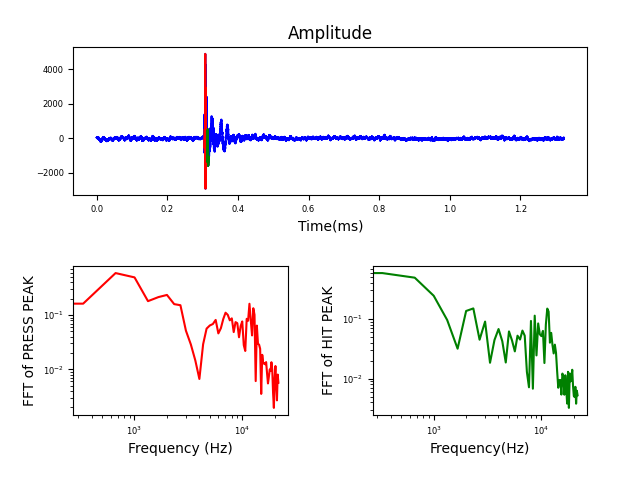 Amplitude
4000
2000
0
−2000
0.0 0.2 0.4 0.6 0.8 1.0 1.2
Time(ms)
FFT of PRESS PEAK
10⁻¹
10⁻²
10³ 10⁴
Frequency (Hz)
FFT of HIT PEAK
10⁻¹
10⁻²
10³ 10⁴
Frequency(Hz)